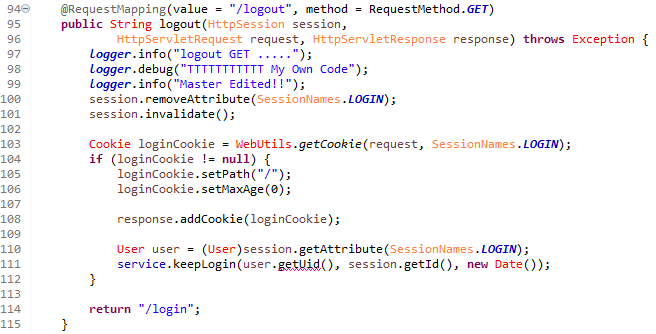 94 @RequestMapping(value = "/logout", method = RequestMethod.GET)
95 public String logout(HttpSession session,
96 HttpServletRequest request, HttpServletResponse response) throws Exception {
97 logger.info("logout GET .....");
98 logger.debug("TTTTTTTTTTT My Own Code");
99 logger.info("Master Edited!!");
100 session.removeAttribute(SessionNames.LOGIN);
101 session.invalidate();
102
103 Cookie loginCookie = WebUtils.getCookie(request, SessionNames.LOGIN);
104 if (loginCookie != null) {
105 loginCookie.setPath("/");
106 loginCookie.setMaxAge(0);
107
108 response.addCookie(loginCookie);
109
110 User user = (User)session.getAttribute(SessionNames.LOGIN);
111 service.keepLogin(user.getUid(), session.getId(), new Date());
112 }
113
114 return "/login";
115 }